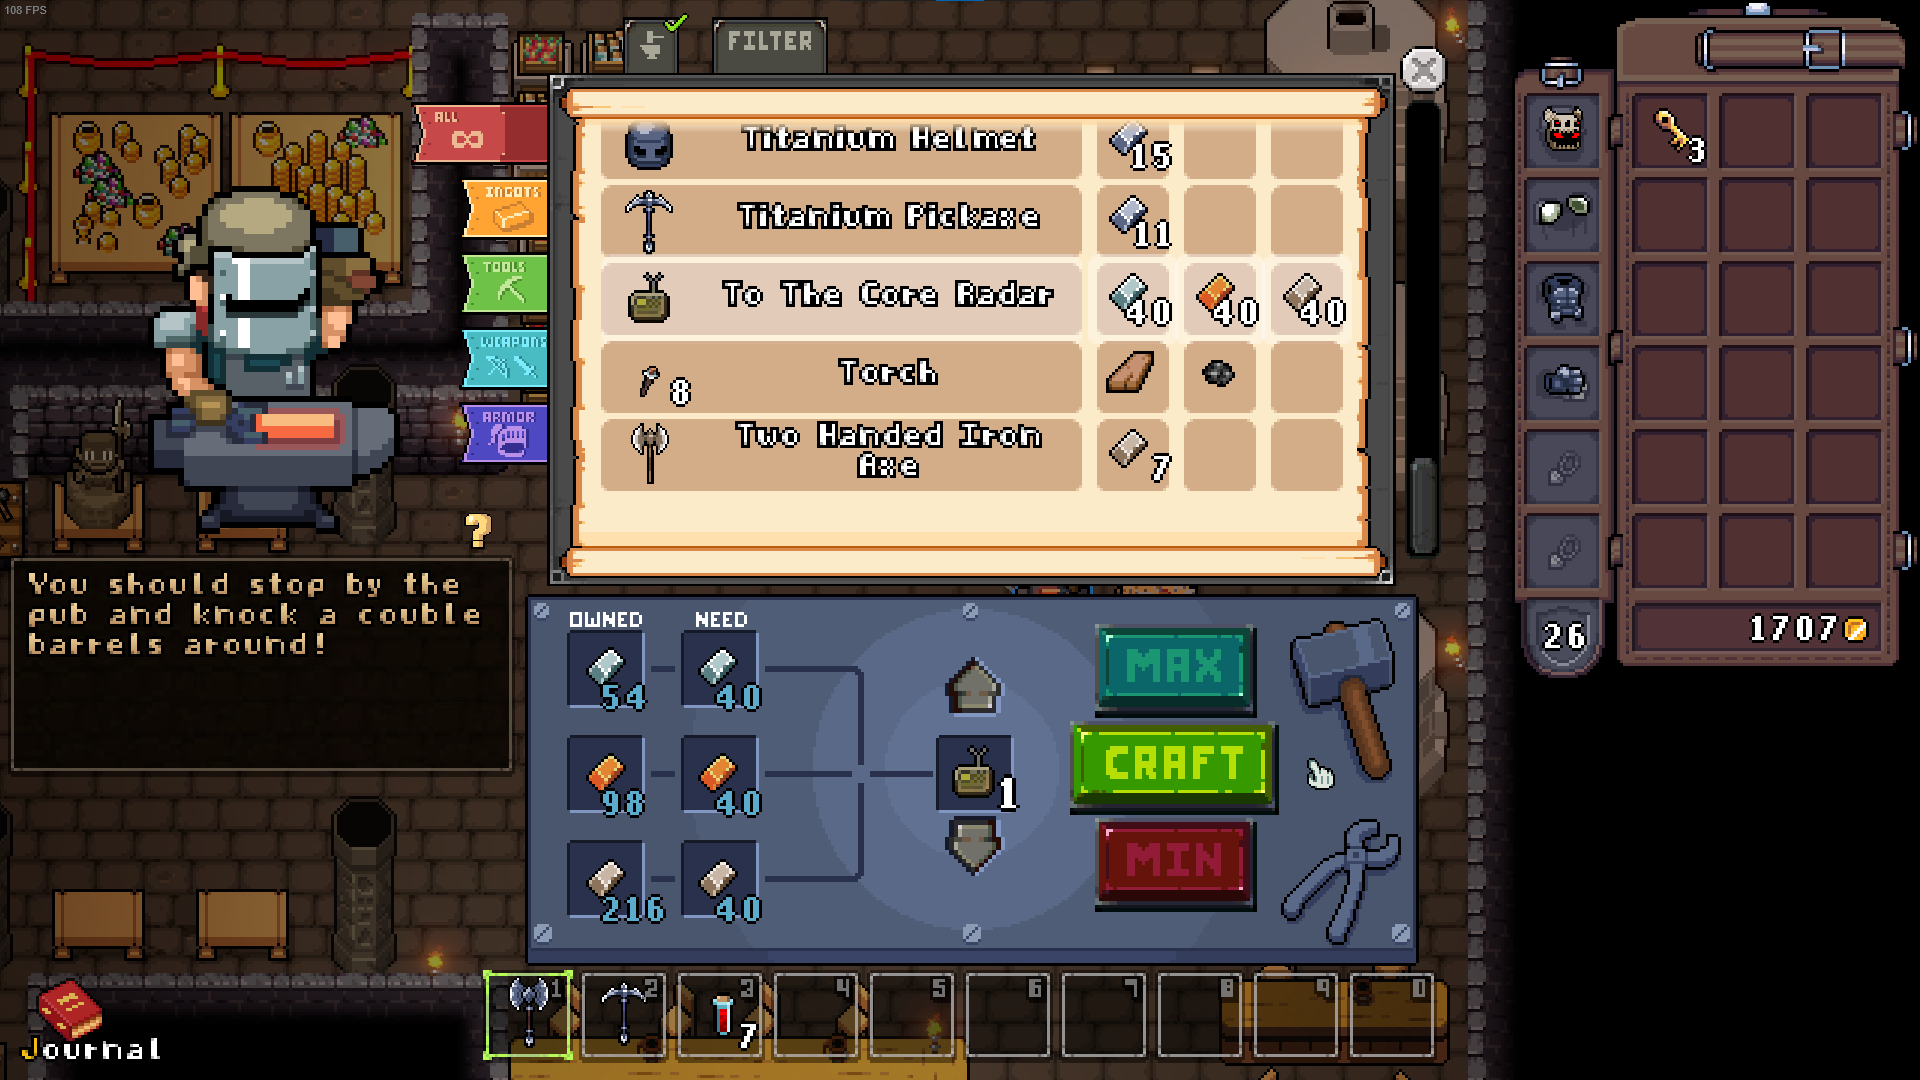 108 FPS
FILTER
ALL
INGOTS
TOOLS
WEAPONS
ARMOR
Titanium Helmet
15
Titanium Pickaxe
11
To The Core Radar
40
40
40
8
Torch
Two Handed Iron
Axe
7
3
26
1707
You should stop by the
pub and knock a couble
barrels around!
OWNED
NEED
54
40
98
40
216
40
1
MAX
CRAFT
MIN
Journal
1
2
3
7
4
5
6
7
8
9
0